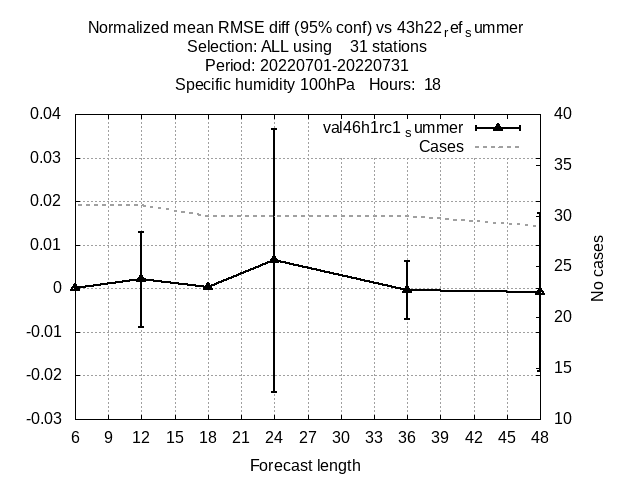 Normalized mean RMSE diff (95% conf) vs 43h22refsummer
Selection: ALL using 31 stations
Period: 20220701-20220731
Specific humidity 100hPa Hours: 18
0.04 40
val46h1rc1summer
Cases
0.03 35
0.02 30
0.01 25
0
-0.01 20
-0.02 15
-0.03 10
No cases
6 9 12 15 18 21 24 27 30 33 36 39 42 45 48
Forecast length